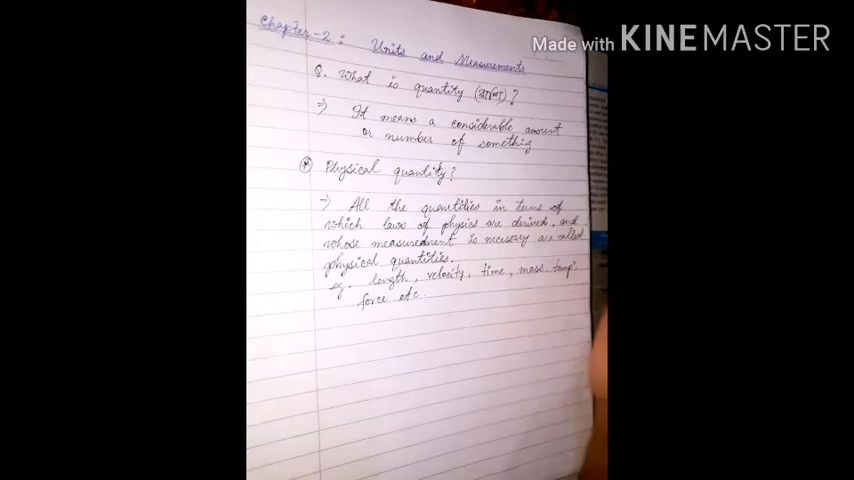 Made with KINEMASTER
Chapter-2: Units and Measurements
Q. What is quantity ( ) ?
⇒ It means a considerable amount
or number of something
* Physical quantity?
⇒ All the quantities in terms of
which laws of physics are desired, and
whose measurednent is necessary are called
physical quantities.
eg. length, velocity, time, mass, temp.
force etc.